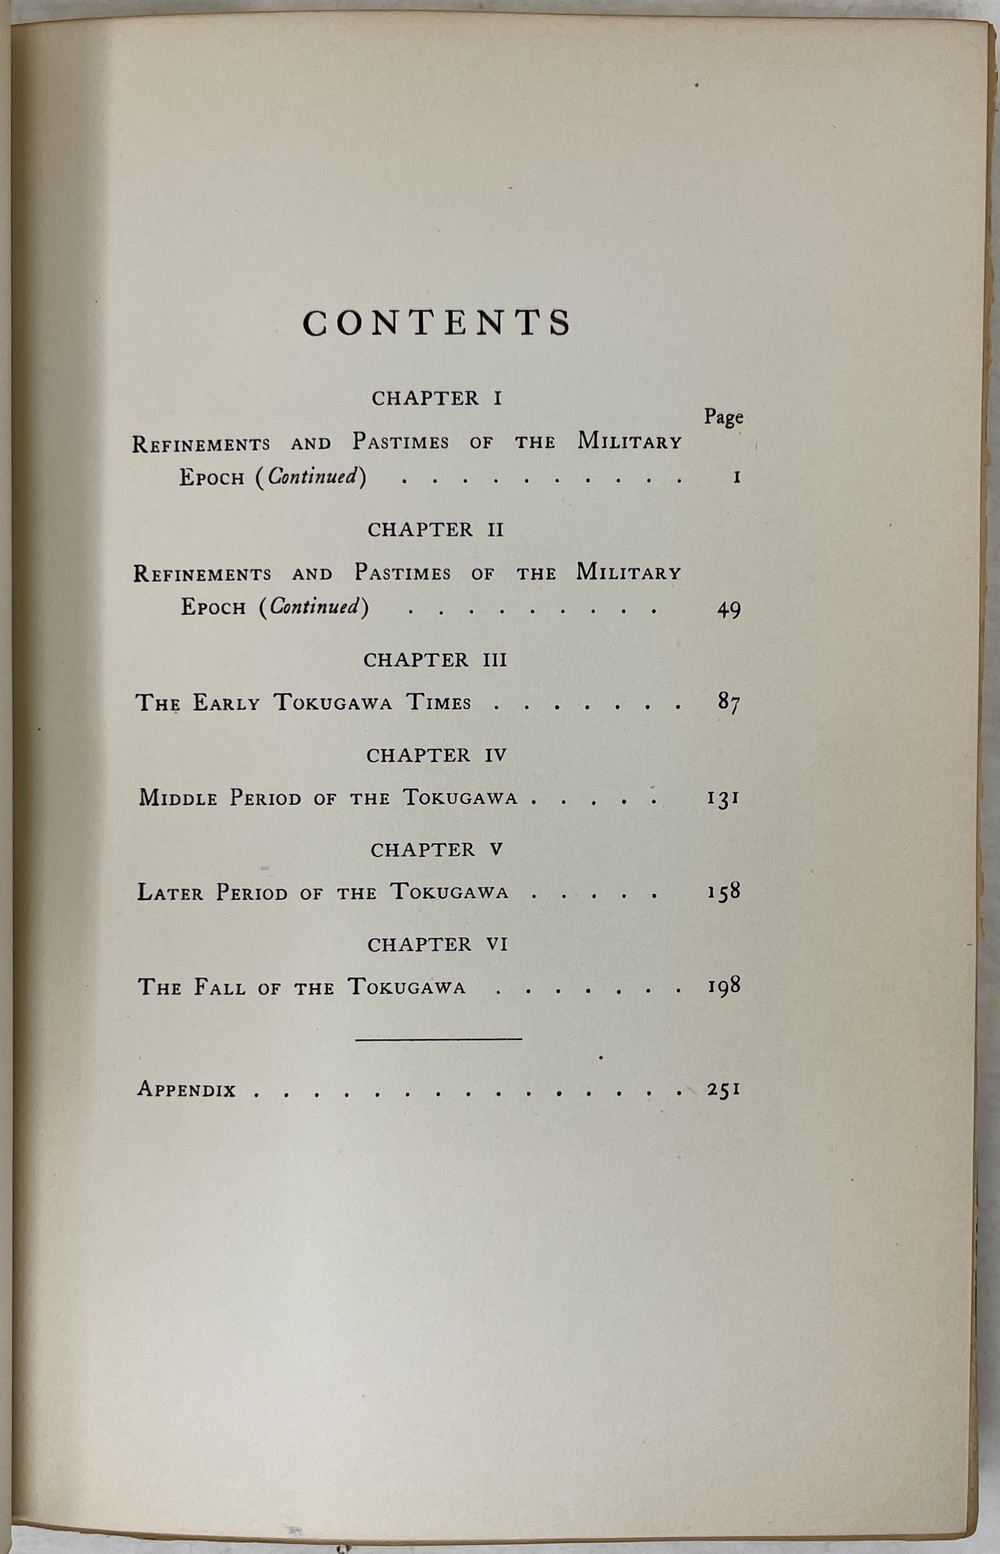 CONTENTS
CHAPTER I
Page
Refinements and Pastimes of the Military
Epoch (Continued) . . . . . . . . . . 1
CHAPTER II
Refinements and Pastimes of the Military
Epoch (Continued) . . . . . . . . . 49
CHAPTER III
The Early Tokugawa Times . . . . . . . 87
CHAPTER IV
Middle Period of the Tokugawa . . . . . 131
CHAPTER V
Later Period of the Tokugawa . . . . . 158
CHAPTER VI
The Fall of the Tokugawa . . . . . . . 198
Appendix . . . . . . . . . . . . . . . 251